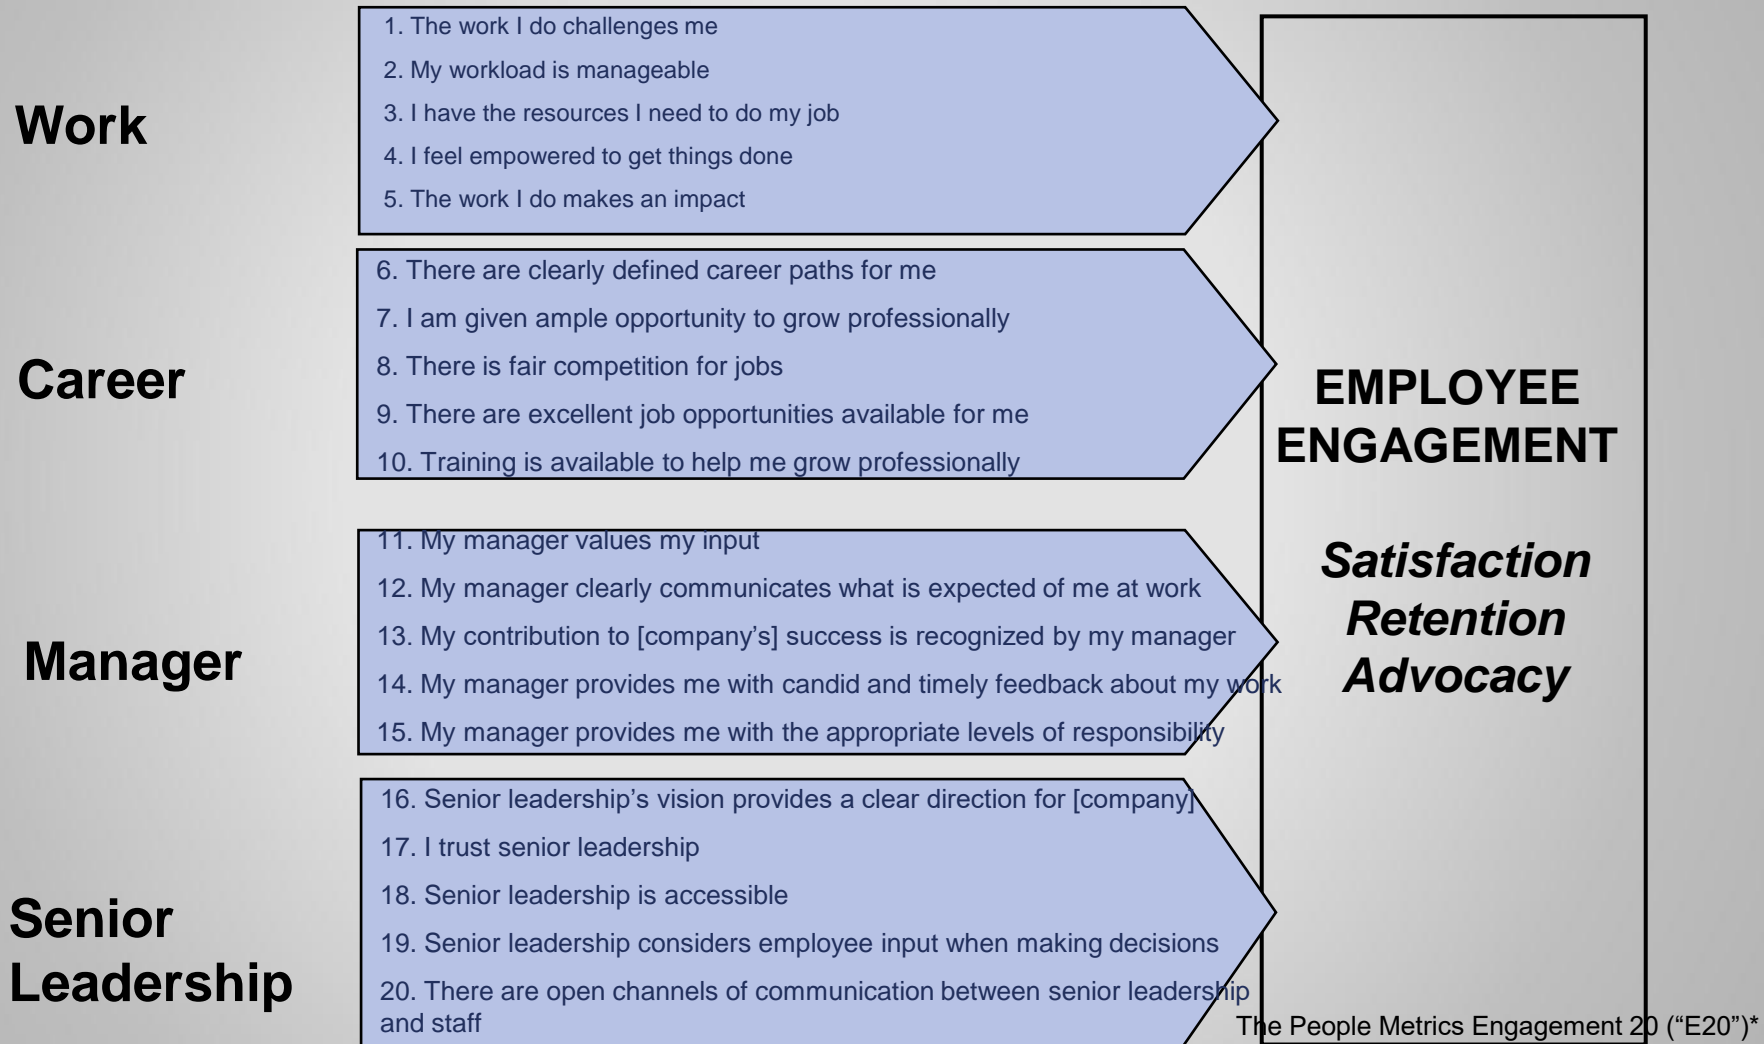 Work
1. The work I do challenges me
2. My workload is manageable
3. I have the resources I need to do my job
4. I feel empowered to get things done
5. The work I do makes an impact
Career
6. There are clearly defined career paths for me
7. I am given ample opportunity to grow professionally
8. There is fair competition for jobs
9. There are excellent job opportunities available for me
10. Training is available to help me grow professionally
Manager
11. My manager values my input
12. My manager clearly communicates what is expected of me at work
13. My contribution to [company’s] success is recognized by my manager
14. My manager provides me with candid and timely feedback about my work
15. My manager provides me with the appropriate levels of responsibility
Senior
Leadership
16. Senior leadership’s vision provides a clear direction for [company]
17. I trust senior leadership
18. Senior leadership is accessible
19. Senior leadership considers employee input when making decisions
20. There are open channels of communication between senior leadership
and staff
EMPLOYEE
ENGAGEMENT
Satisfaction
Retention
Advocacy
The People Metrics Engagement 20 (“E20”)*